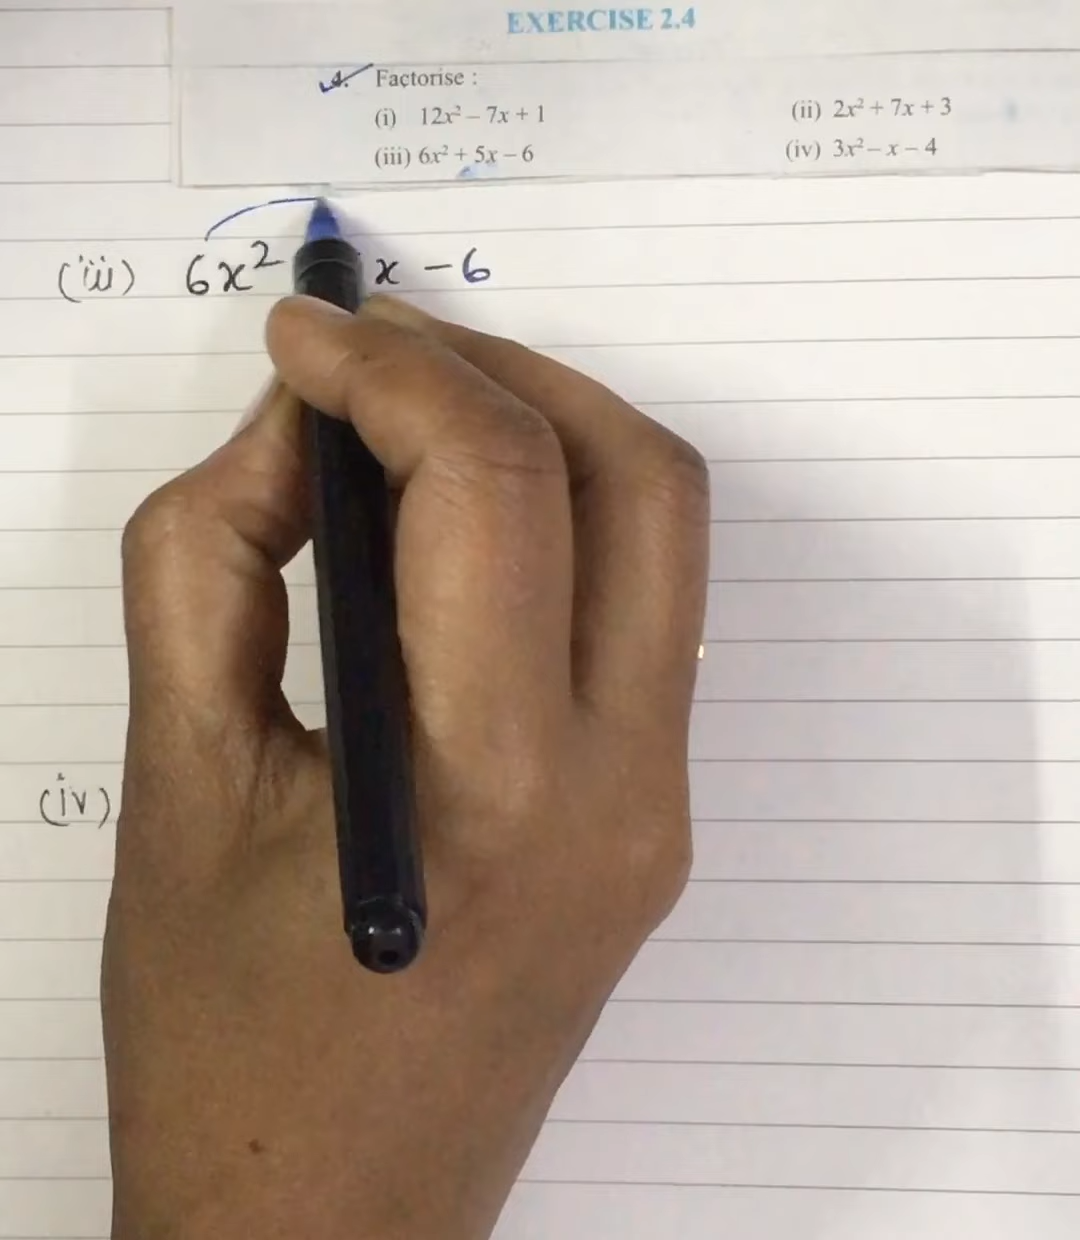 EXERCISE 2.4
4. Factorise :
(i) 12x² – 7x + 1 (ii) 2x² + 7x + 3
(iii) 6x² + 5x – 6 (iv) 3x² – x – 4
(iii) 6x² x – 6
(iv)